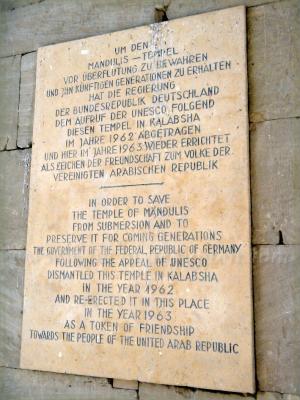 UM DEN
MANDULIS – TEMPEL
VOR ÜBERFLUTUNG ZU BEWAHREN
UND IHN KÜNFTIGEN GENERATIONEN ZU ERHALTEN
HAT DIE REGIERUNG
DER BUNDESREPUBLIK DEUTSCHLAND
DEM AUFRUF DER UNESCO FOLGEND
DIESEN TEMPEL IN KALABSHA
IM JAHRE 1962 ABGETRAGEN
UND HIER IM JAHRE 1963 WIEDER ERRICHTET
ALS ZEICHEN DER FREUNDSCHAFT ZUM VOLKE DER
VEREINIGTEN ARABISCHEN REPUBLIK
IN ORDER TO SAVE
THE TEMPLE OF MANDULIS
FROM SUBMERSION AND TO
PRESERVE IT FOR COMING GENERATIONS
THE GOVERNMENT OF THE FEDERAL REPUBLIC OF GERMANY
FOLLOWING THE APPEAL OF UNESCO
DISMANTLED THIS TEMPLE IN KALABSHA
IN THE YEAR 1962
AND RE-ERECTED IT IN THIS PLACE
IN THE YEAR 1963
AS A TOKEN OF FRIENDSHIP
TOWARDS THE PEOPLE OF THE UNITED ARAB REPUBLIC